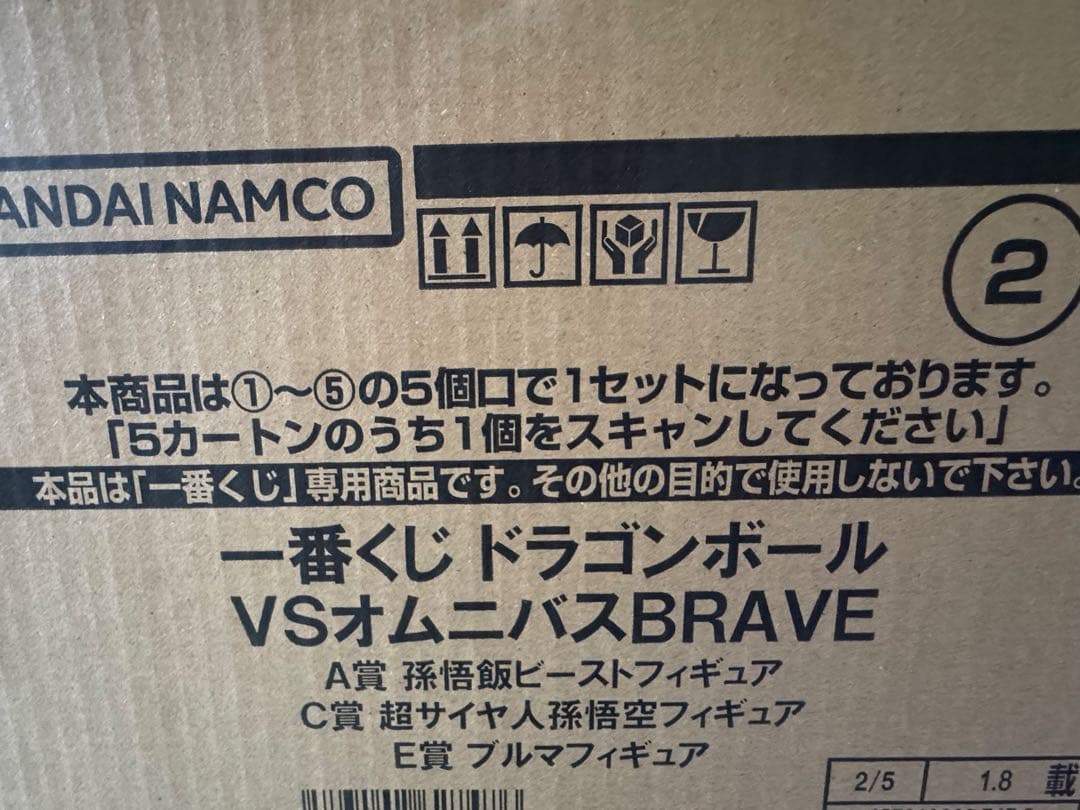 BANDAI NAMCO
2
本商品は①～⑤の5個口で1セットになっております。
「5カートンのうち1個をスキャンしてください」
本品は「一番くじ」専用商品です。その他の目的で使用しないで下さい。
一番くじ ドラゴンボール
VSオムニバスBRAVE
A賞 孫悟飯ビーストフィギュア
C賞 超サイヤ人孫悟空フィギュア
E賞 ブルマフィギュア
2/5 1.8 載